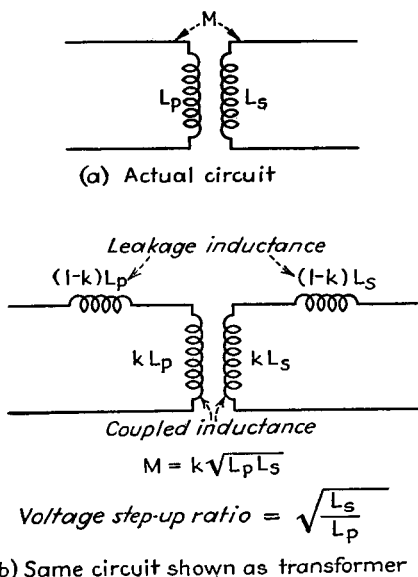 M
Lp Ls
(a) Actual circuit
Leakage inductance
(1-k)Lp (1-k)Ls
kLp kLs
Coupled inductance
M = k√LpLs
Voltage step-up ratio = √Ls/Lp
b) Same circuit shown as transformer